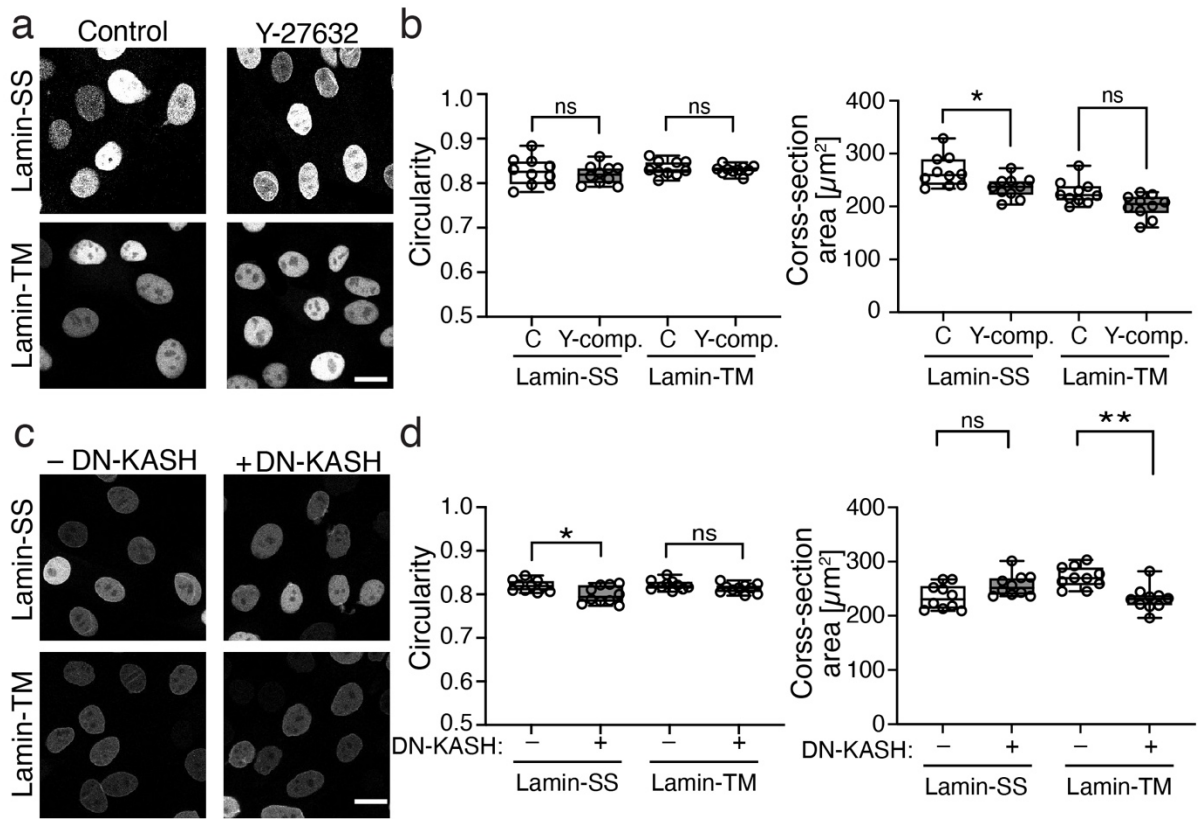 a
Control
Y-27632
Lamin-SS
Lamin-TM
b
Circularity
1.0
0.9
0.8
0.7
0.6
0.5
ns
ns
C
Y-comp.
C
Y-comp.
Lamin-SS
Lamin-TM
Corss-section
area [µm²]
400
300
200
100
0
*
ns
C
Y-comp.
C
Y-comp.
Lamin-SS
Lamin-TM
c
– DN-KASH
+DN-KASH
Lamin-SS
Lamin-TM
d
Circularity
1.0
0.9
0.8
0.7
0.6
0.5
*
ns
DN-KASH:
–
+
–
+
Lamin-SS
Lamin-TM
Corss-section
area [µm²]
400
300
200
100
0
ns
**
DN-KASH:
–
+
–
+
Lamin-SS
Lamin-TM